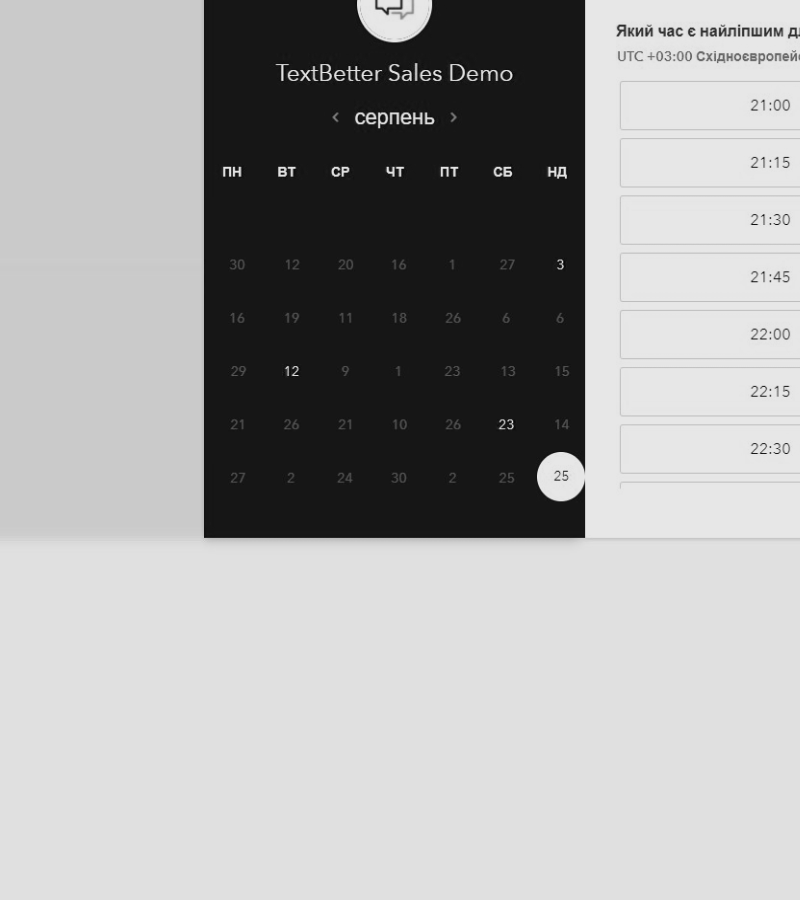 TextBetter Sales Demo
серпень
ПН ВТ СР ЧТ ПТ СБ НД
30 12 20 16 1 27 3
16 19 11 18 26 6 6
29 12 9 1 23 13 15
21 26 21 10 26 23 14
27 2 24 30 2 25 25
Який час є найліпшим
UTC +03:00
21:00
21:15
21:30
21:45
22:00
22:15
22:30